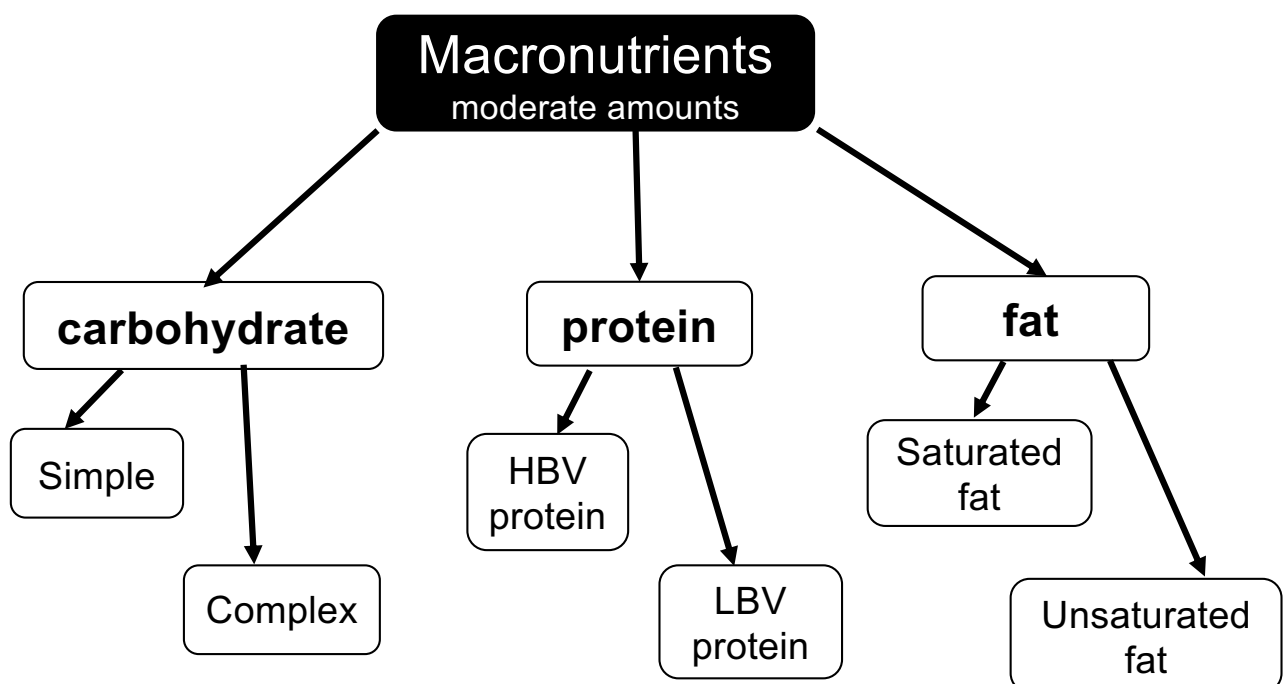 Macronutrients
moderate amounts
carbohydrate
protein
fat
Simple
Complex
HBV
protein
LBV
protein
Saturated
fat
Unsaturated
fat